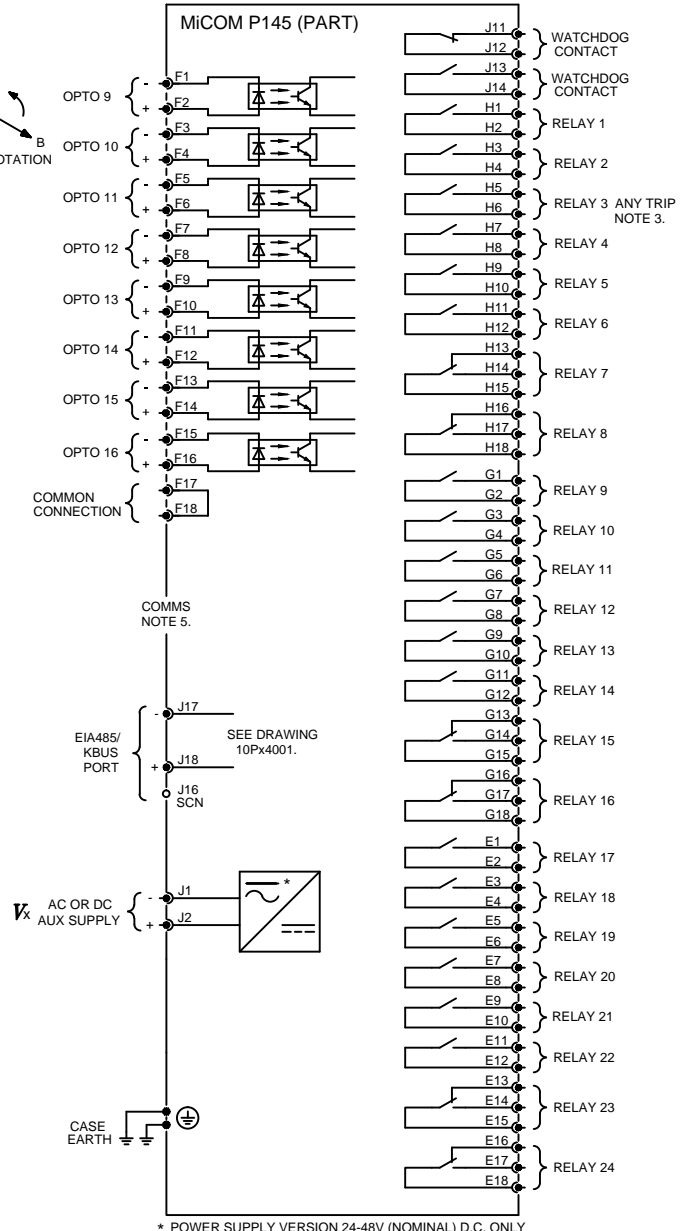 MiCOM P145 (PART)
B
OTATION
OPTO 9
-
F1
+
F2
OPTO 10
-
F3
+
F4
OPTO 11
-
F5
+
F6
OPTO 12
-
F7
+
F8
OPTO 13
-
F9
+
F10
OPTO 14
-
F11
+
F12
OPTO 15
-
F13
+
F14
OPTO 16
-
F15
+
F16
COMMON
CONNECTION
F17
F18
COMMS
NOTE 5.
EIA485/
KBUS
PORT
-
J17
+
J18
J16
SCN
SEE DRAWING
10Px4001.
Vx
AC OR DC
AUX SUPPLY
-
J1
+
J2
*
CASE
EARTH
J11
J12
WATCHDOG
CONTACT
J13
J14
WATCHDOG
CONTACT
H1
H2
RELAY 1
H3
H4
RELAY 2
H5
H6
RELAY 3 ANY TRIP
NOTE 3.
H7
H8
RELAY 4
H9
H10
RELAY 5
H11
H12
RELAY 6
H13
H14
H15
RELAY 7
H16
H17
H18
RELAY 8
G1
G2
RELAY 9
G3
G4
RELAY 10
G5
G6
RELAY 11
G7
G8
RELAY 12
G9
G10
RELAY 13
G11
G12
RELAY 14
G13
G14
G15
RELAY 15
G16
G17
G18
RELAY 16
E1
E2
RELAY 17
E3
E4
RELAY 18
E5
E6
RELAY 19
E7
E8
RELAY 20
E9
E10
RELAY 21
E11
E12
RELAY 22
E13
E14
E15
RELAY 23
E16
E17
E18
RELAY 24
* POWER SUPPLY VERSION 24-48V (NOMINAL) D.C. ONLY